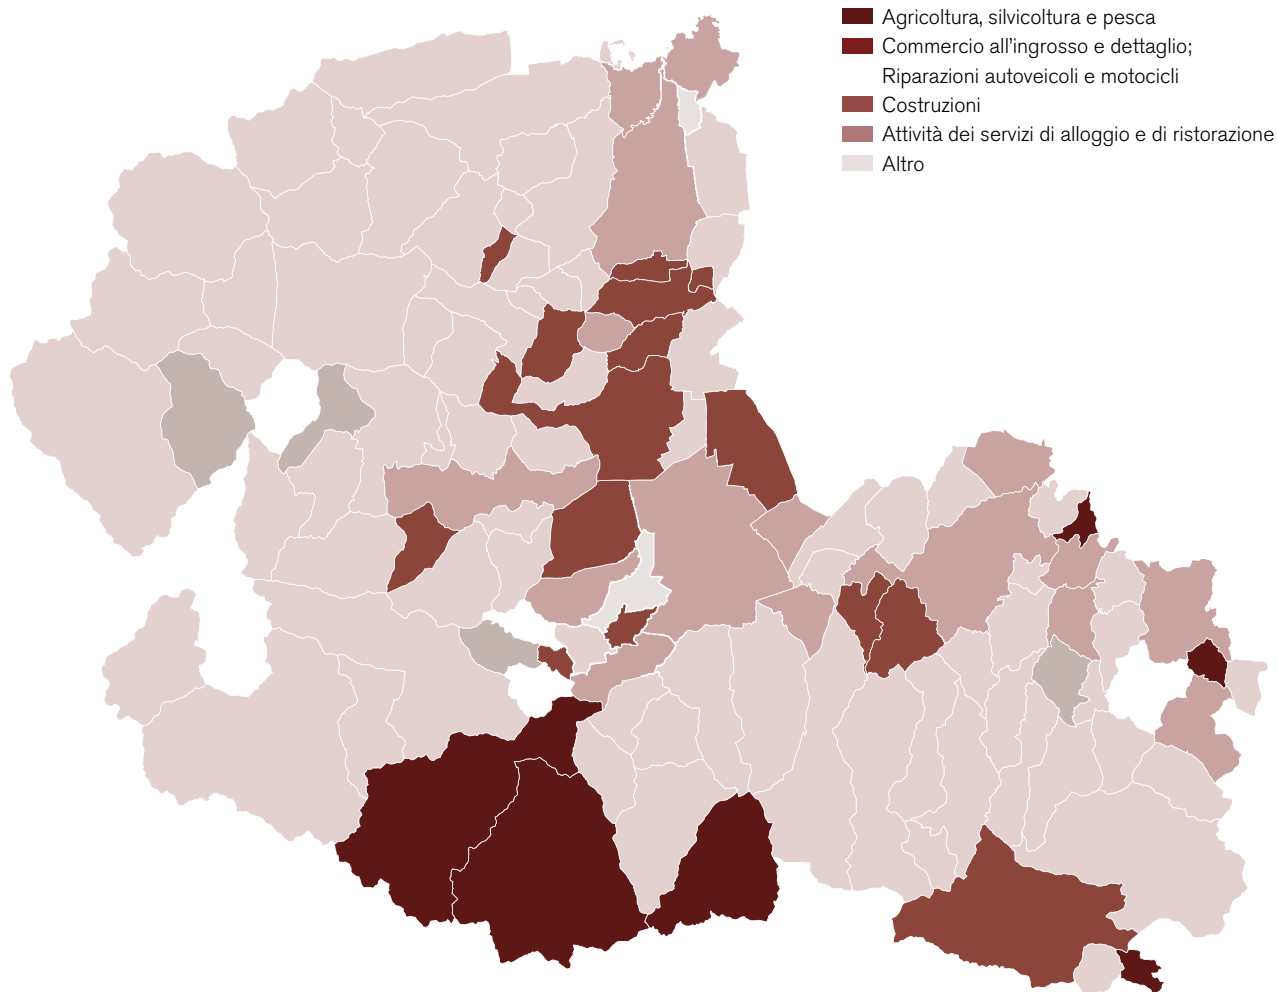 Agricoltura, silvicoltura e pesca
Commercio all'ingrosso e dettaglio;
Riparazioni autoveicoli e motocicli
Costruzioni
Attività dei servizi di alloggio e di ristorazione
Altro